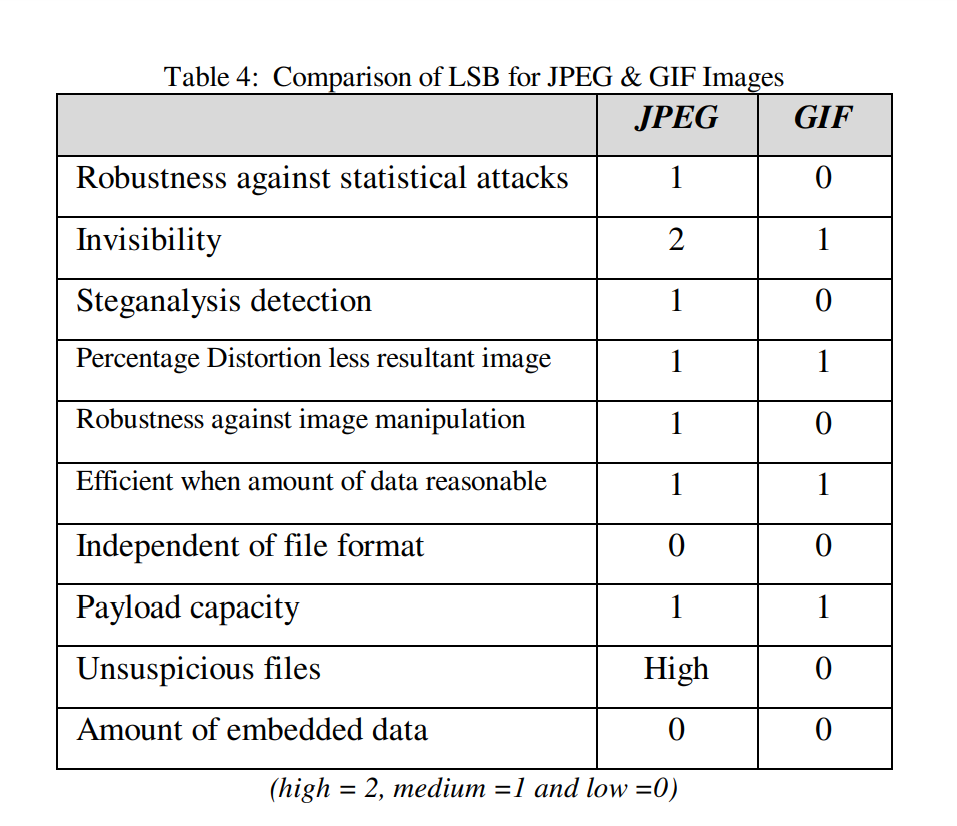 Table 4: Comparison of LSB for JPEG & GIF Images
JPEG GIF
Robustness against statistical attacks 1 0
Invisibility 2 1
Steganalysis detection 1 0
Percentage Distortion less resultant image 1 1
Robustness against image manipulation 1 0
Efficient when amount of data reasonable 1 1
Independent of file format 0 0
Payload capacity 1 1
Unsuspicious files High 0
Amount of embedded data 0 0
(high = 2, medium =1 and low =0)